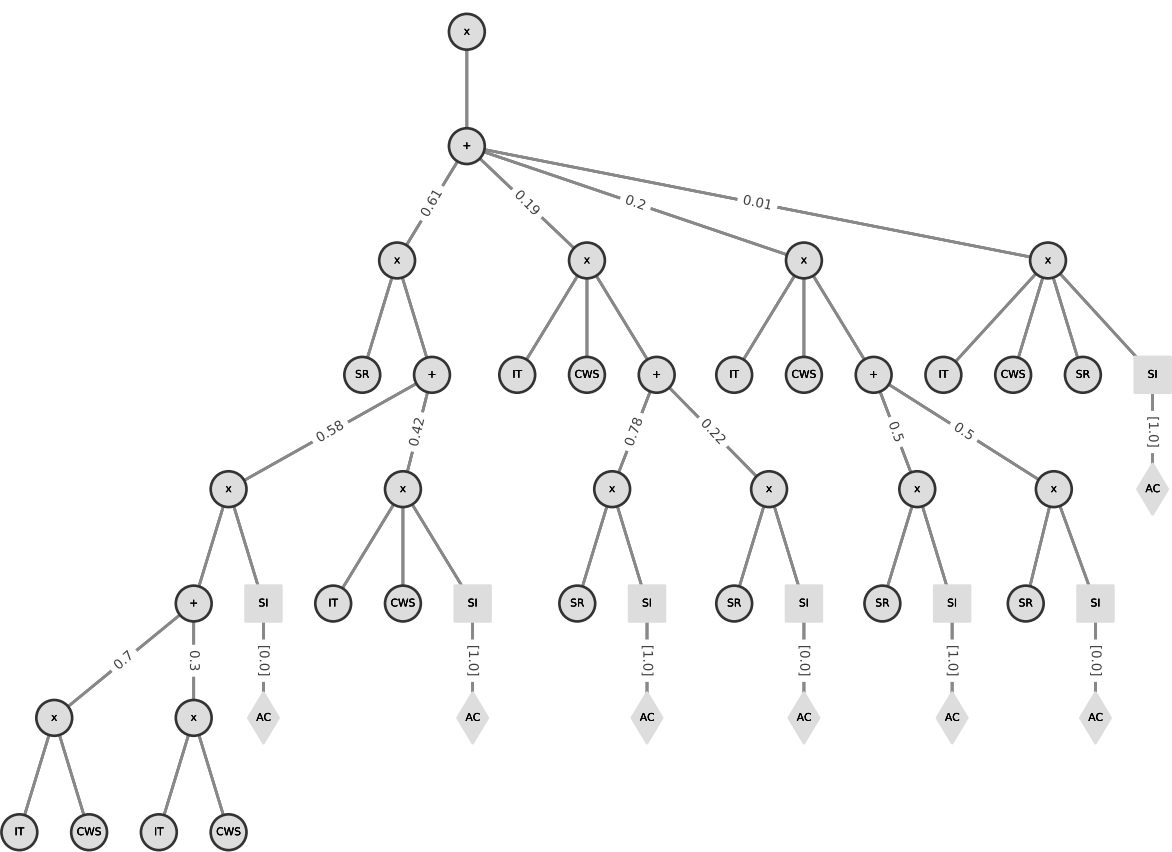 x
+
0.61 0.19 0.2 0.01
x x x x
SR + IT CWS + IT CWS + IT CWS SR SI
0.58 0.42 0.78 0.22 0.5 0.5 [1.0]
x x x x x x AC
+ SI IT CWS SI SR SI SR SI SR SI SR SI
0.7 0.3 [0.0] [1.0] [1.0] [0.0] [1.0] [0.0]
x x AC AC AC AC AC AC
IT CWS IT CWS